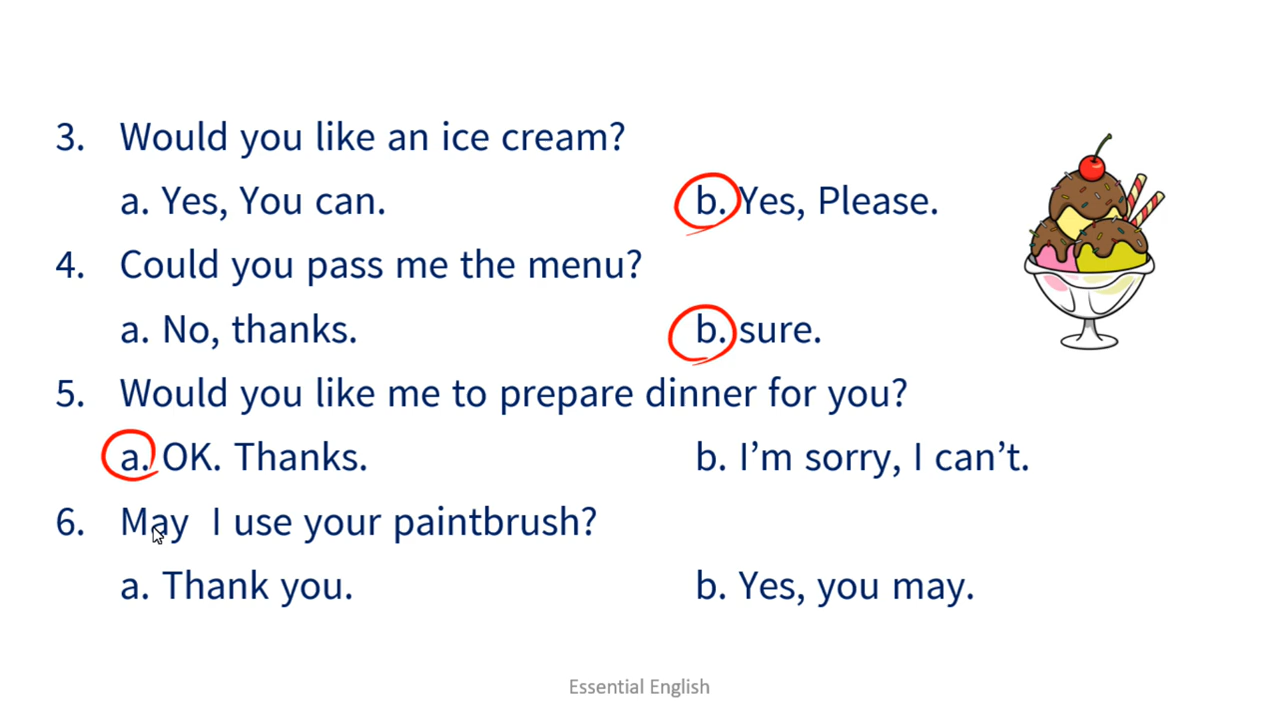 3. Would you like an ice cream?
a. Yes, You can. b. Yes, Please.
4. Could you pass me the menu?
a. No, thanks. b. sure.
5. Would you like me to prepare dinner for you?
a. OK. Thanks. b. I’m sorry, I can’t.
6. May I use your paintbrush?
a. Thank you. b. Yes, you may.
Essential English